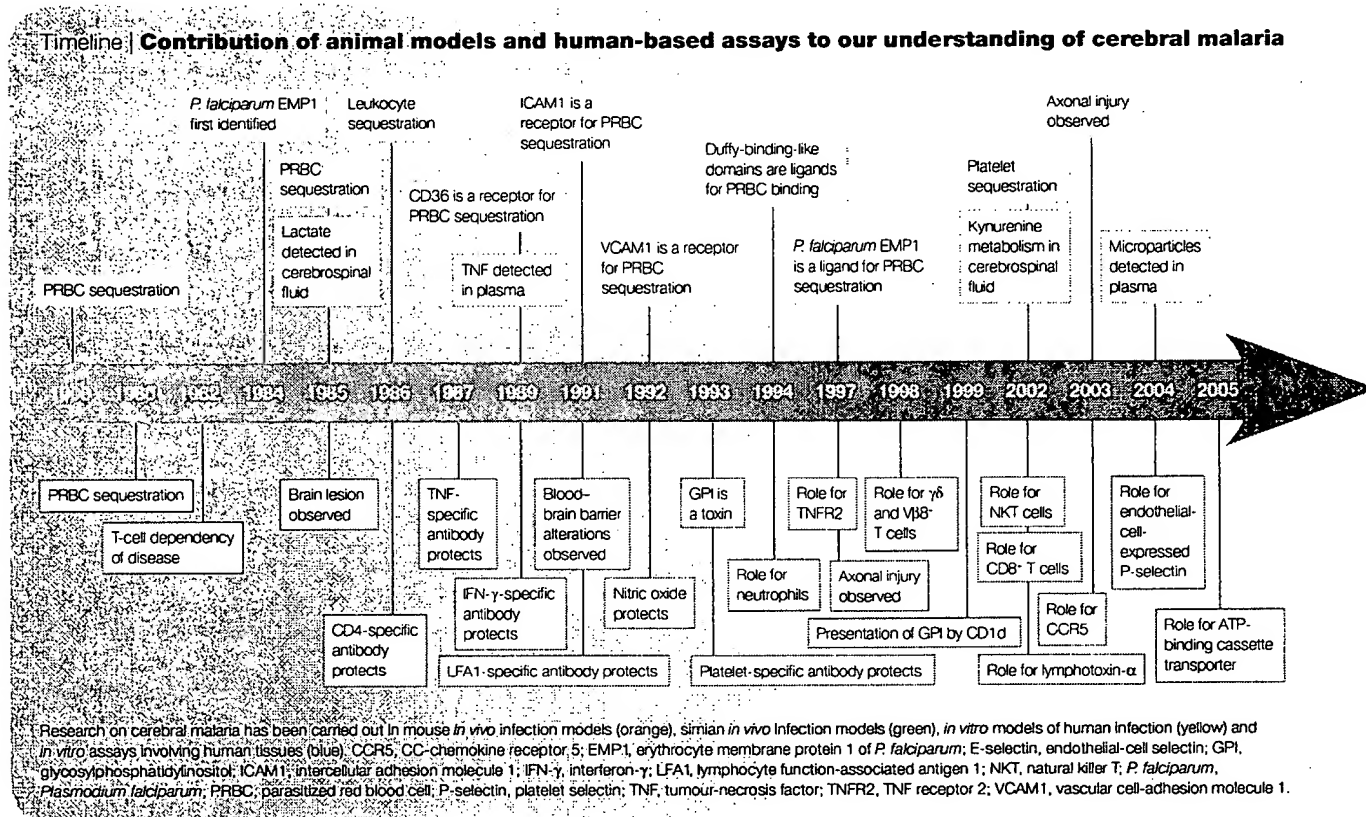 Timeline | Contribution of animal models and human-based assays to our understanding of cerebral malaria
PRBC sequestration
P. falciparum EMP1
first identified
PRBC
sequestration
Lactate
detected in
cerebrospinal
fluid
Leukocyte
sequestration
CD36 is a receptor for
PRBC sequestration
TNF detected
in plasma
ICAM1 is a
receptor for PRBC
sequestration
VCAM1 is a receptor
for PRBC
sequestration
Duffy-binding-like
domains are ligands
for PRBC binding
P. falciparum EMP1
is a ligand for PRBC
sequestration
Platelet
sequestration
Kynurenine
metabolism in
cerebrospinal
fluid
Axonal injury
observed
Microparticles
detected in
plasma
1982 1984 1985 1986 1987 1989 1991 1992 1993 1994 1997 1998 1999 2002 2003 2004 2005
PRBC sequestration
T-cell dependency
of disease
Brain lesion
observed
CD4-specific
antibody
protects
TNF-
specific
antibody
protects
IFN-γ-specific
antibody
protects
Blood–
brain barrier
alterations
observed
LFA1-specific antibody protects
Nitric oxide
protects
GPI is
a toxin
Platelet-specific antibody protects
Role for
neutrophils
Role for
TNFR2
Axonal injury
observed
Role for γδ
and Vβ8⁺
T cells
Presentation of GPI by CD1d
Role for
NKT cells
Role for
CD8⁺ T cells
Role for lymphotoxin-α
Role for
CCR5
Role for
endothelial-
cell-
expressed
P-selectin
Role for ATP-
binding cassette
transporter
Research on cerebral malaria has been carried out in mouse in vivo infection models (orange), simian in vivo infection models (green), in vitro models of human infection (yellow) and
in vitro assays involving human tissues (blue). CCR5, CC-chemokine receptor 5; EMP1, erythrocyte membrane protein 1 of P. falciparum; E-selectin, endothelial-cell selectin; GPI,
glycosylphosphatidylinositol; ICAM1, intercellular adhesion molecule 1; IFN-γ, interferon-γ; LFA1, lymphocyte function-associated antigen 1; NKT, natural killer T; P. falciparum,
Plasmodium falciparum; PRBC, parasitized red blood cell; P-selectin, platelet selectin; TNF, tumour-necrosis factor; TNFR2, TNF receptor 2; VCAM1, vascular cell-adhesion molecule 1.